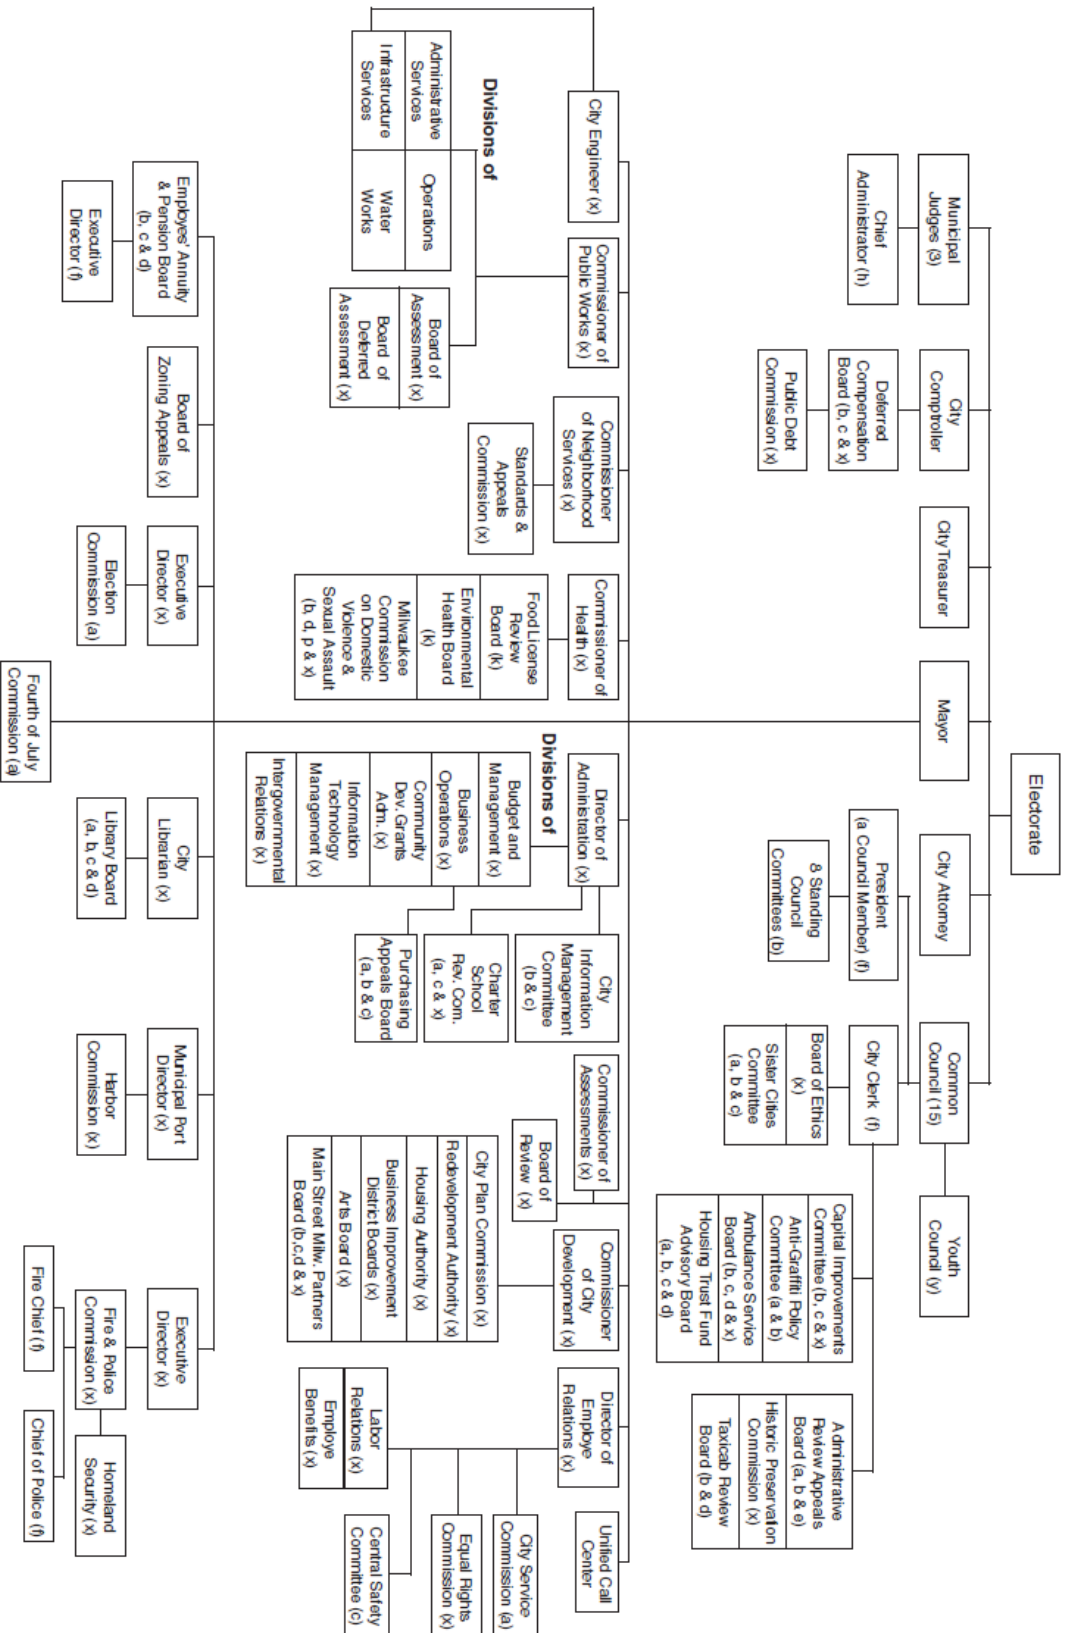 Electorate
Municipal
Judges (3)
Chief
Administrator (h)
City
Comptroller
Deferred
Compensation
Board (b, c & x)
Public Debt
Commission (x)
City Treasurer
Mayor
City Attorney
President
(a Council Member) (f)
8 Standing
Council
Committees (b)
Common
Council (15)
City Clerk (f)
Board of Ethics
(x)
Sister Cities
Committee
(a, b & c)
Youth
Council (y)
Capital Improvements
Committee (b, c & x)
Anti-Graffiti Policy
Committee (a & b)
Ambulance Service
Board (b, c, d & x)
Housing Trust Fund
Advisory Board
(a, b, c & d)
Administrative
Review Appeals
Board (a, b & e)
Historic Preservation
Commission (x)
Taxicab Review
Board (b & d)
City Engineer (x)
Commissioner of
Public Works (x)
Divisions of
Administrative
Services
Operations
Infrastructure
Services
Water
Works
Board of
Assessment (x)
Board of
Deferred
Assessment (x)
Commissioner
of Neighborhood
Services (x)
Standards &
Appeals
Commission (x)
Commissioner of
Health (x)
Food License
Review
Board (k)
Environmental
Health Board
(k)
Milwaukee
Commission
on Domestic
Violence &
Sexual Assault
(b, d, p & x)
Director of
Administration (x)
Divisions of
Budget and
Management (x)
Business
Operations (x)
Community
Dev. Grants
Adm. (x)
Information
Technology
Management (x)
Intergovernmental
Relations (x)
City
Information
Management
Committee
(b & c)
Charter
School
Rev. Com.
(a, c & x)
Purchasing
Appeals Board
(a, b & c)
Commissioner of
Assessments (x)
Board of
Review (x)
Commissioner
of City
Development (x)
City Plan Commission (x)
Redevelopment Authority (x)
Housing Authority (x)
Business Improvement
District Boards (x)
Arts Board (x)
Main Street Milw. Partners
Board (b,c,d & x)
Director of
Employe
Relations (x)
Labor
Relations (x)
Employe
Benefits (x)
City Service
Commission (a)
Equal Rights
Commission (x)
Central Safety
Committee (c)
Unified Call
Center
Employes' Annuity
& Pension Board
(b, c & d)
Executive
Director (f)
Board of
Zoning Appeals (x)
Executive
Director (x)
Election
Commission (a)
Fourth of July
Commission (a)
City
Librarian (x)
Library Board
(a, b, c & d)
Municipal Port
Director (x)
Harbor
Commission (x)
Executive
Director (x)
Fire & Police
Commission (x)
Homeland
Security (x)
Fire Chief (f)
Chief of Police (f)